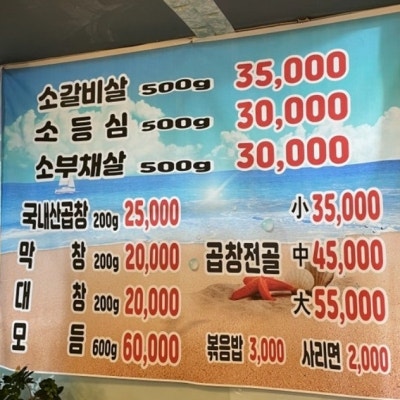 소갈비살 500g 35,000
소등심 500g 30,000
소부채살 500g 30,000
국내산곱창 200g 25,000
막창 200g 20,000
대창 200g 20,000
모듬 600g 60,000
小 35,000
곱창전골 中 45,000
大 55,000
볶음밥 3,000 사리면 2,000